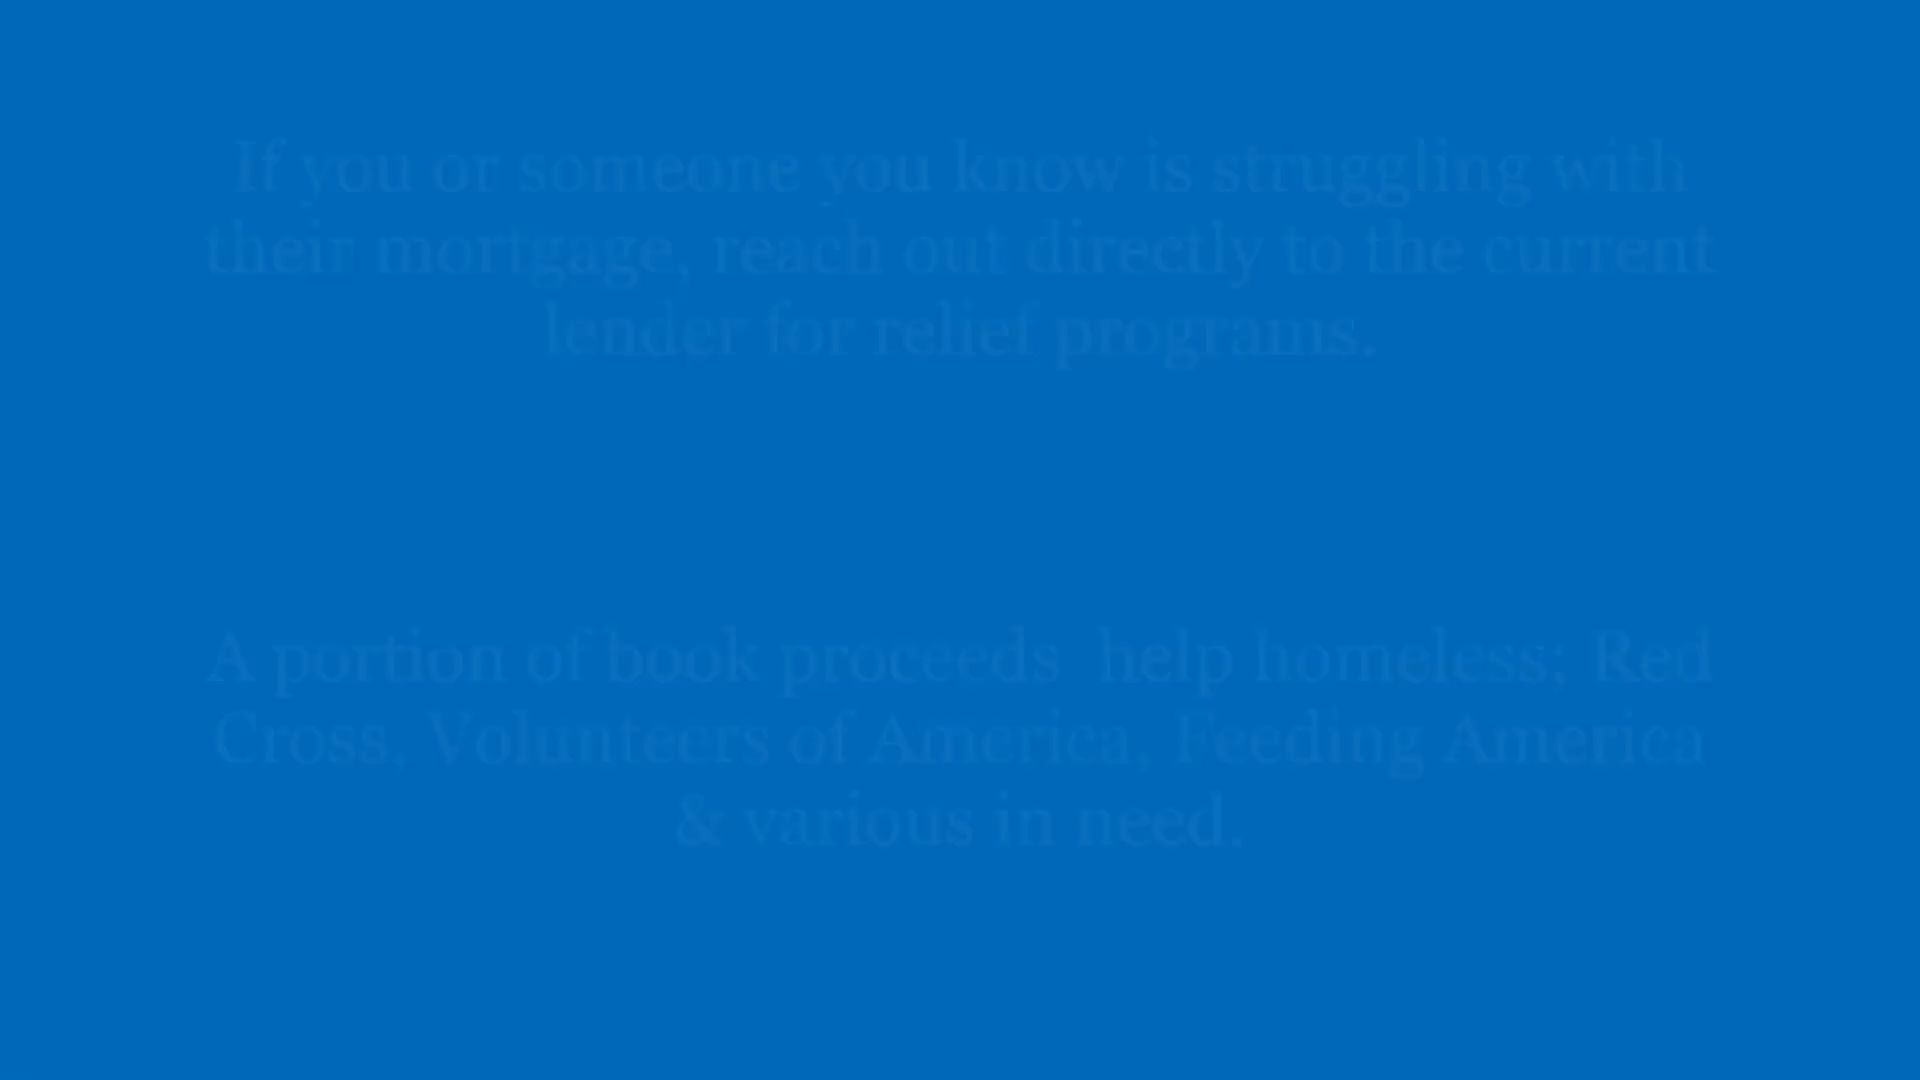 If you or someone you know is struggling with
their mortgage, reach out directly to the current
lender for relief programs.
A portion of book proceeds  help homeless; Red
Cross, Volunteers of America, Feeding America
& various in need.